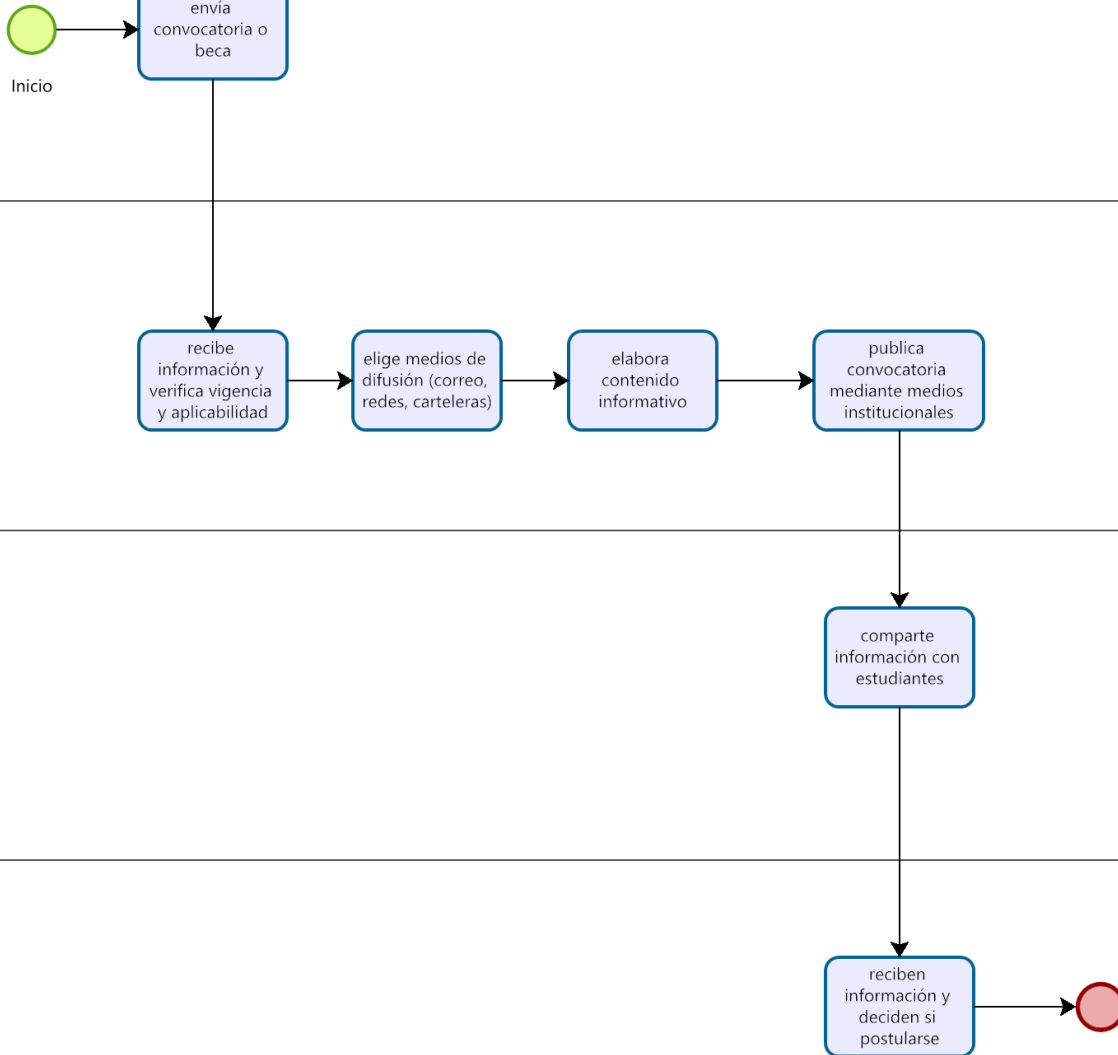 envía
convocatoria o
beca
Inicio
recibe
información y
verifica vigencia
y aplicabilidad
elige medios de
difusión (correo,
redes, carteleras)
elabora
contenido
informativo
publica
convocatoria
mediante medios
institucionales
comparte
información con
estudiantes
reciben
información y
deciden si
postularse